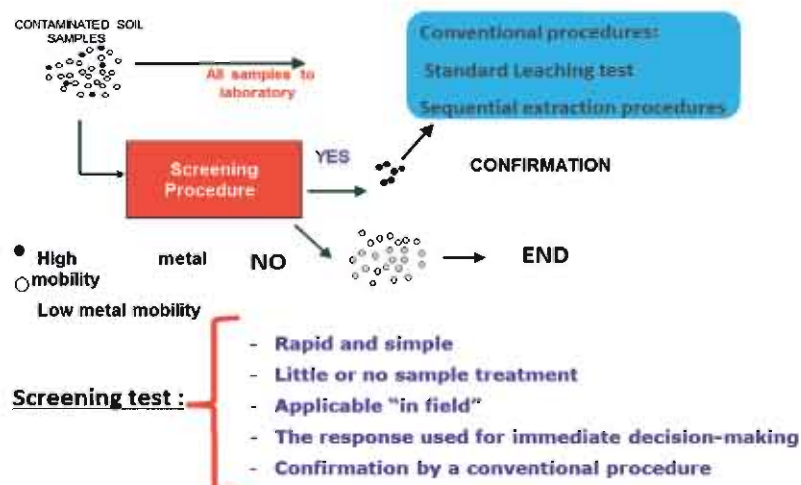 CONTAMINATED SOIL
SAMPLES
All samples to
laboratory
Conventional procedures:
Standard Leaching test
Sequential extraction procedures
Screening
Procedure
YES
CONFIRMATION
NO
END
High metal
mobility
Low metal mobility
Screening test :
- Rapid and simple
- Little or no sample treatment
- Applicable "in field"
- The response used for immediate decision-making
- Confirmation by a conventional procedure